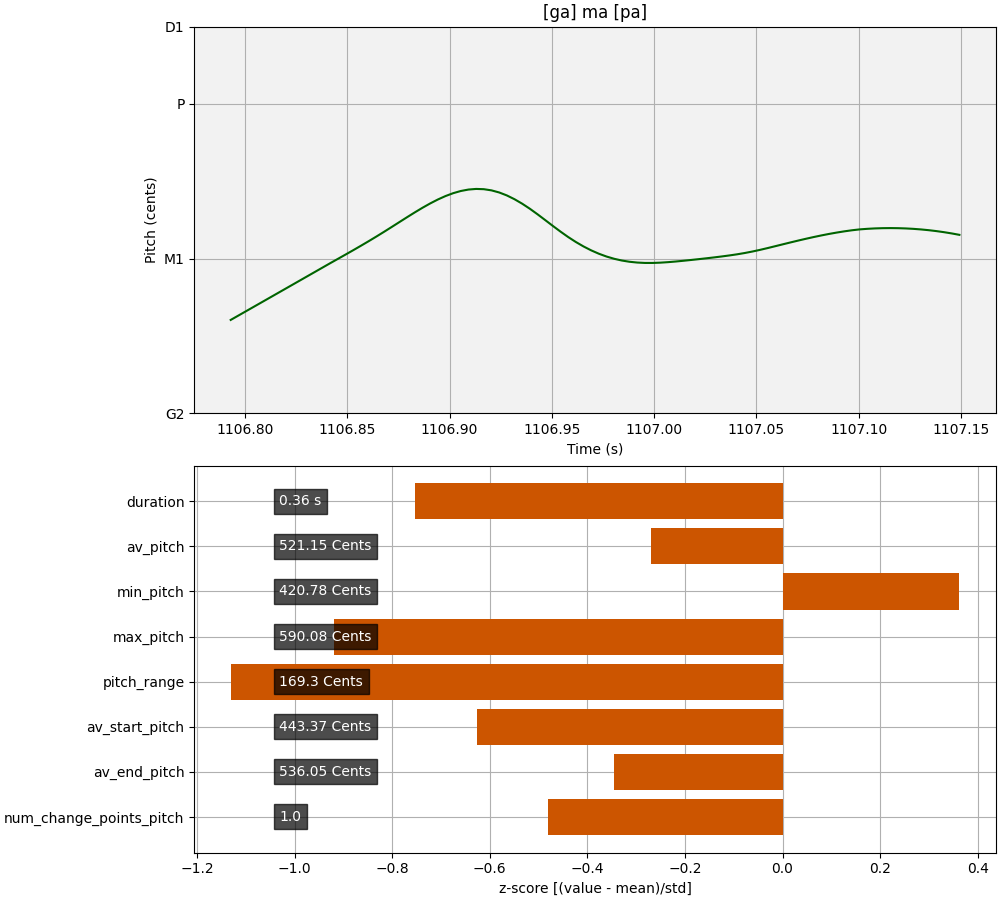 [ga] ma [pa]
D1
P
M1
G2
Pitch (cents)
1106.80 1106.85 1106.90 1106.95 1107.00 1107.05 1107.10 1107.15
Time (s)
duration 0.36 s
av_pitch 521.15 Cents
min_pitch 420.78 Cents
max_pitch 590.08 Cents
pitch_range 169.3 Cents
av_start_pitch 443.37 Cents
av_end_pitch 536.05 Cents
num_change_points_pitch 1.0
−1.2 −1.0 −0.8 −0.6 −0.4 −0.2 0.0 0.2 0.4
z-score [(value - mean)/std]